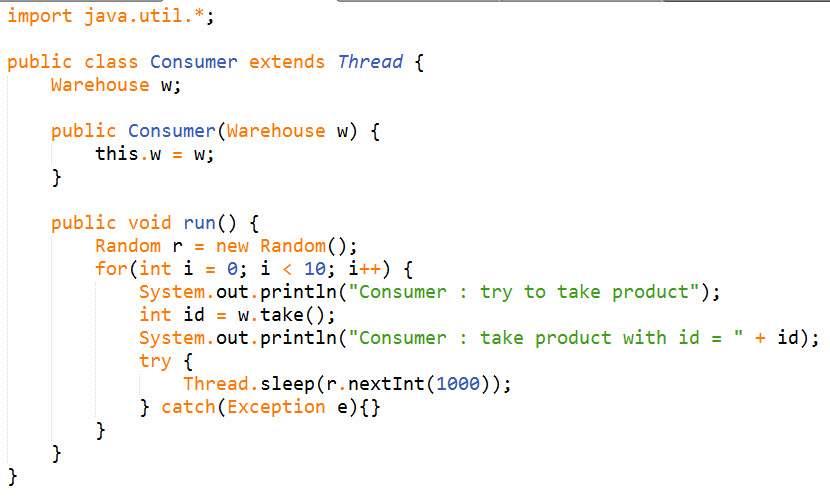 import java.util.*;

public class Consumer extends Thread {
    Warehouse w;

    public Consumer(Warehouse w) {
        this.w = w;
    }

    public void run() {
        Random r = new Random();
        for(int i = 0; i < 10; i++) {
            System.out.println("Consumer : try to take product");
            int id = w.take();
            System.out.println("Consumer : take product with id = " + id);
            try {
                Thread.sleep(r.nextInt(1000));
            } catch(Exception e){}
        }
    }
}